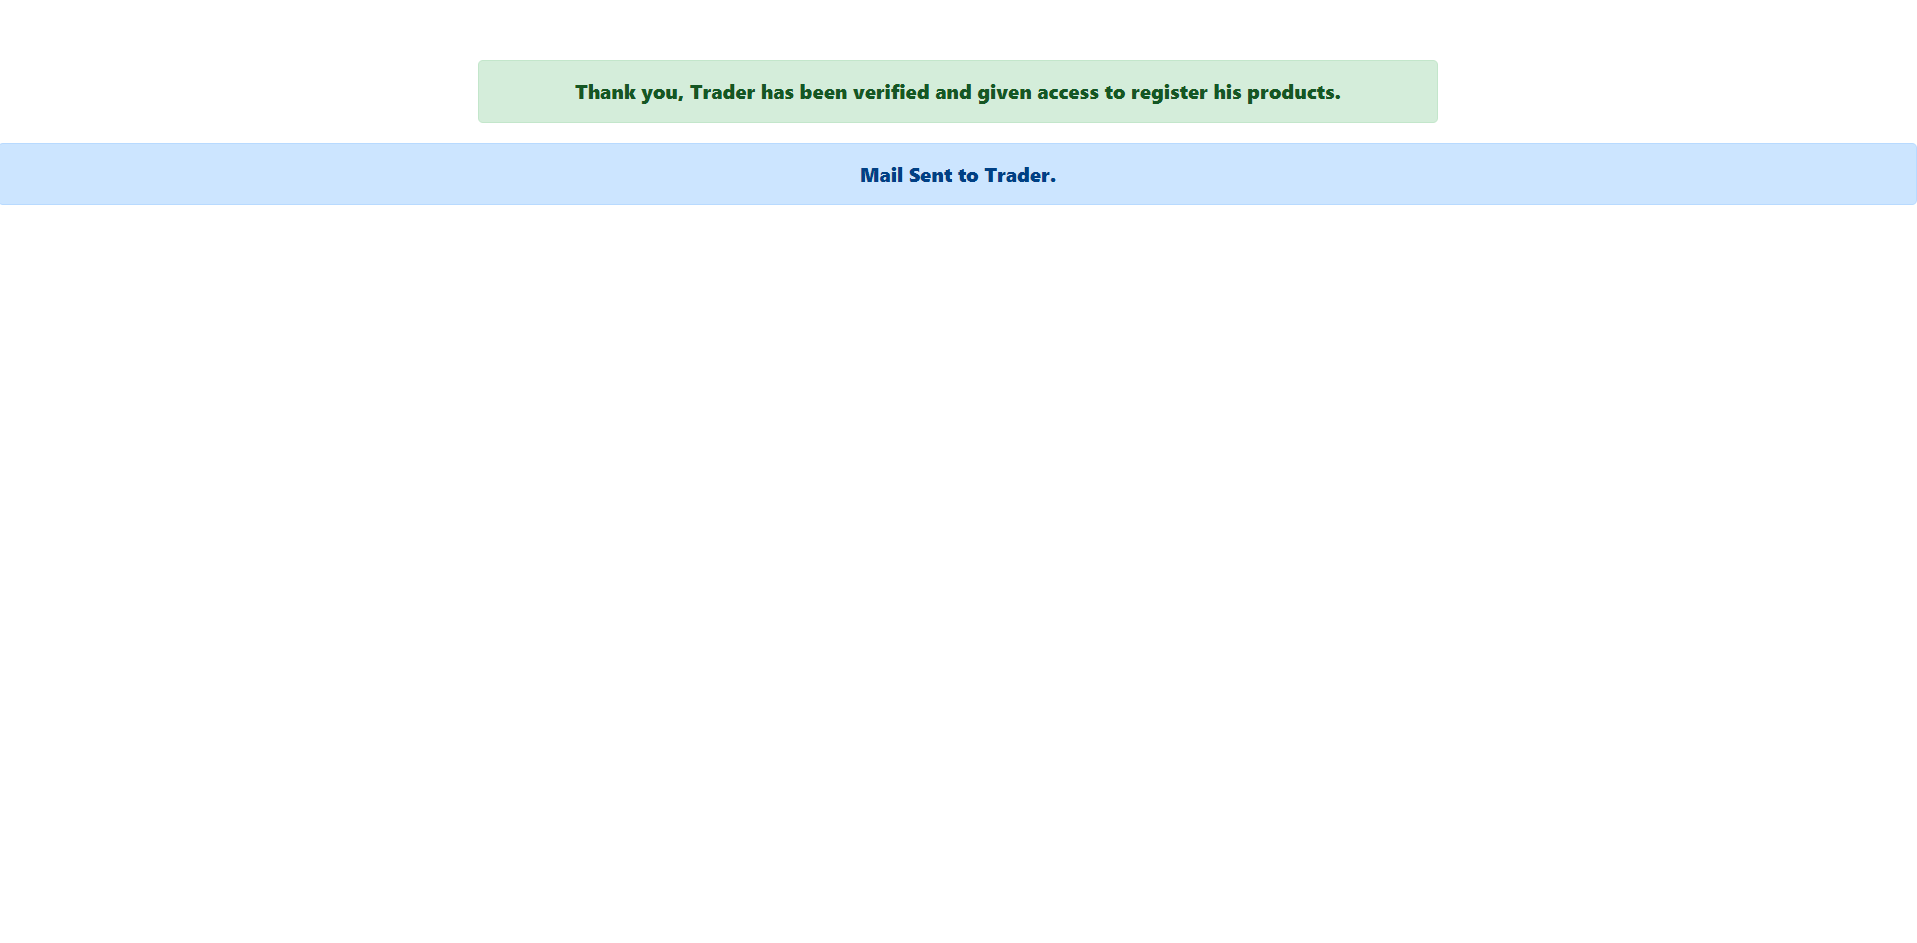 Thank you, Trader has been verified and given access to register his products.
Mail Sent to Trader.